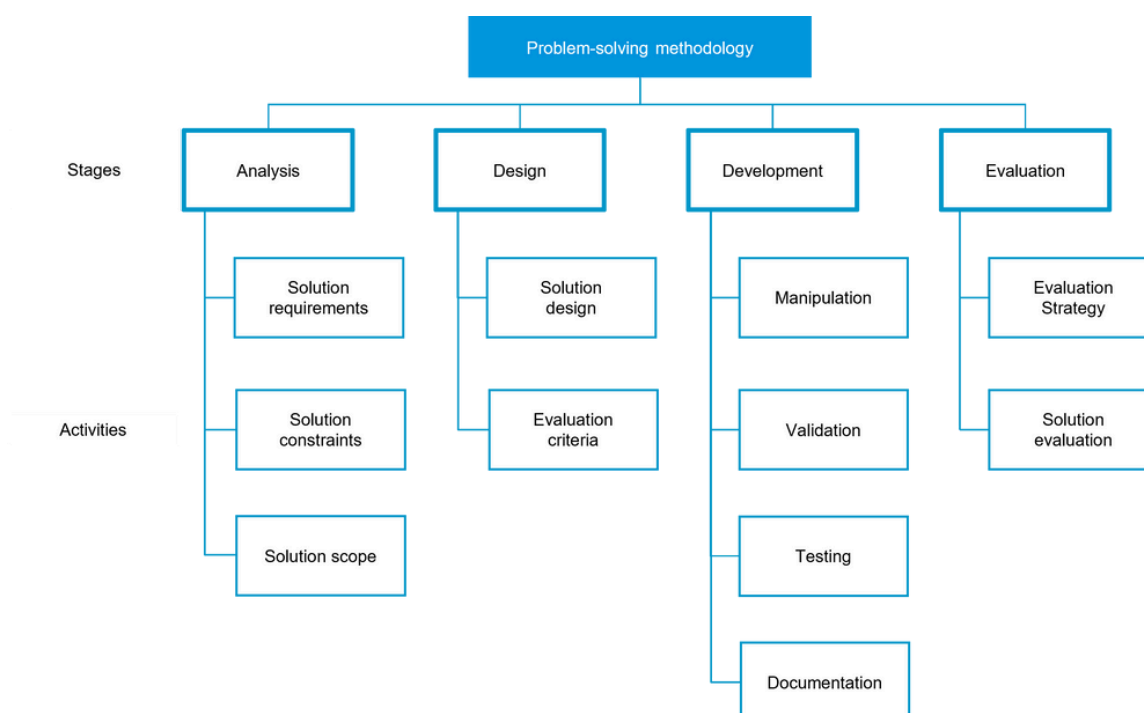 Problem-solving methodology
Stages
Analysis
Design
Development
Evaluation
Solution
requirements
Solution
design
Manipulation
Evaluation
Strategy
Activities
Solution
constraints
Evaluation
criteria
Validation
Solution
evaluation
Solution scope
Testing
Documentation